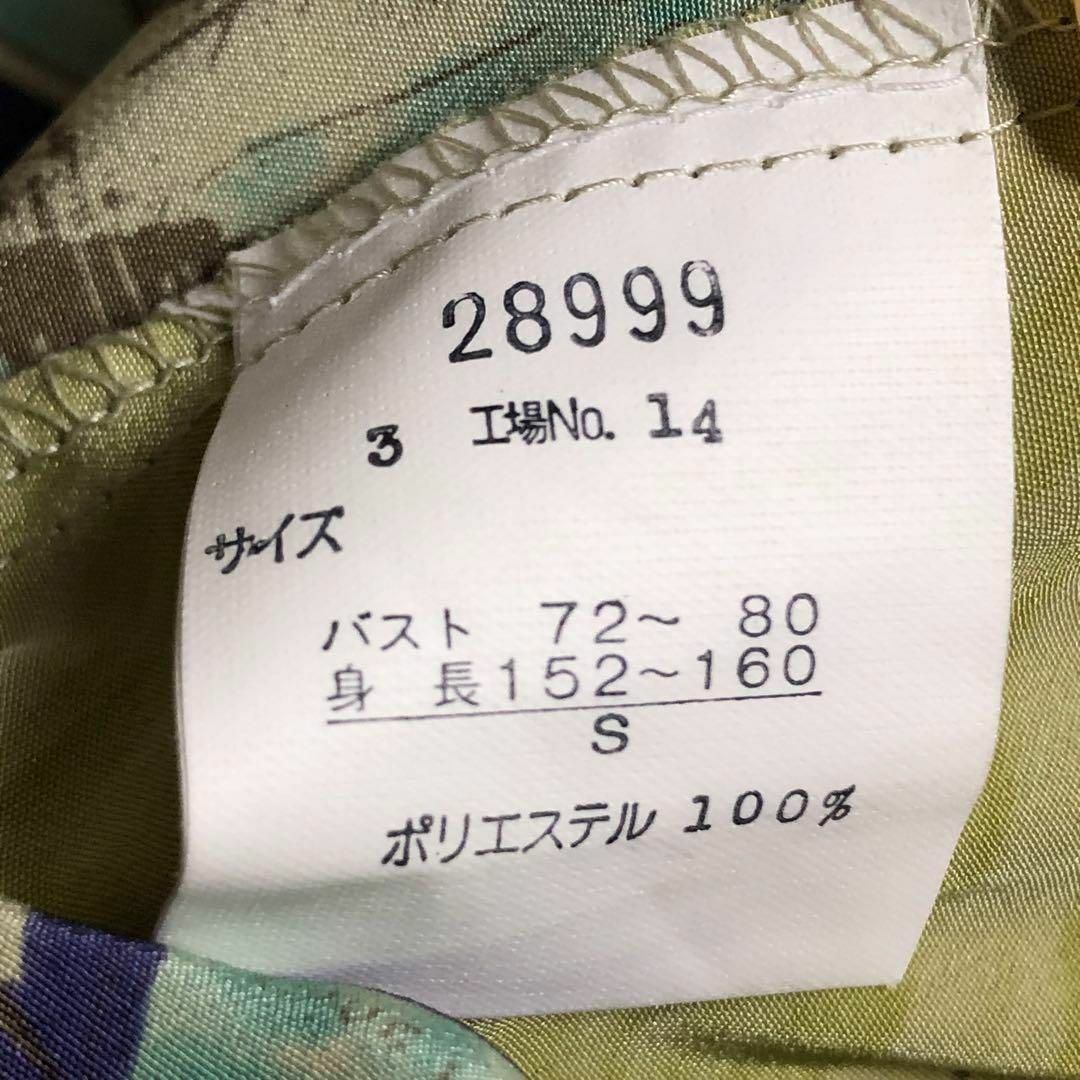 28999
3 工場No. 14
サイズ
バスト 72～ 80
身 長152～160
S
ポリエステル 100%